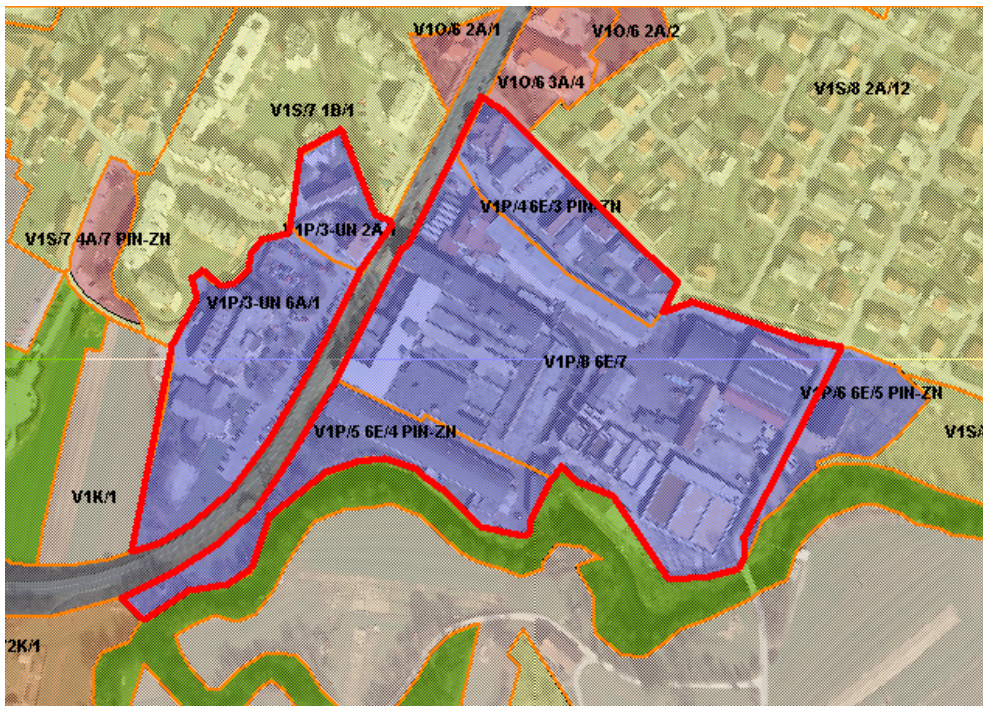 V1O/6 2A/1
V1O/6 2A/2
V1O/6 3A/4
V1S/8 2A/12
V1S/7 1B/1
V1P/4 6E/3 PIN-ZN
V1P/3-UN 2A/1
V1S/7 4A/7 PIN-ZN
V1P/3-UN 6A/1
V1P/8 6E/7
V1P/6 6E/5 PIN-ZN
V1P/5 6E/4 PIN-ZN
V1S/
V1K/1
2K/1